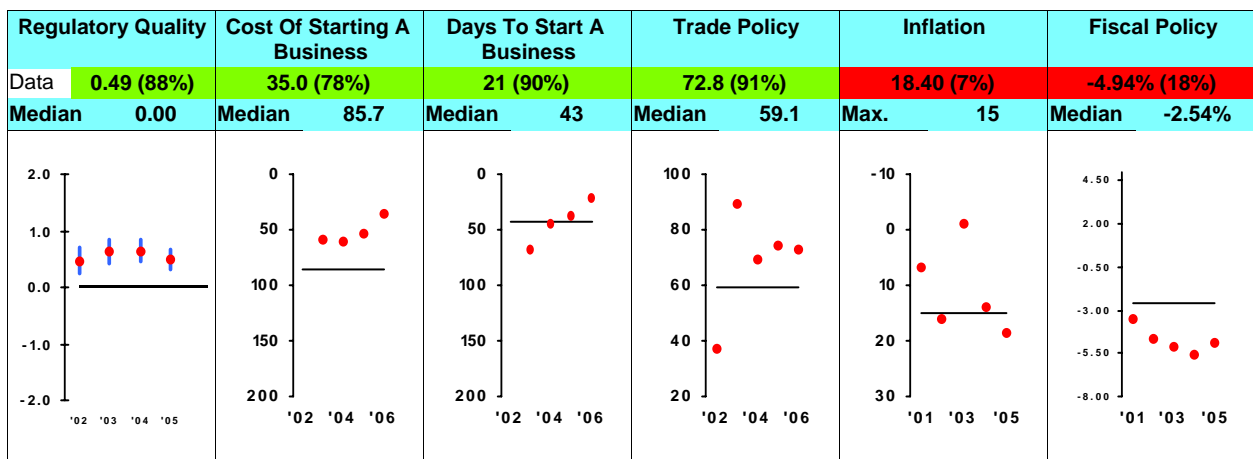 Regulatory Quality
Cost Of Starting A
Business
Days To Start A
Business
Trade Policy
Inflation
Fiscal Policy
Data 0.49 (88%) 35.0 (78%) 21 (90%) 72.8 (91%) 18.40 (7%) -4.94% (18%)
Median 0.00 Median 85.7 Median 43 Median 59.1 Max. 15 Median -2.54%
2.0
1.0
0.0
-1.0
-2.0
'02 '03 '04 '05
0
50
100
150
200
'02 '04 '06
0
50
100
150
200
'02 '04 '06
100
80
60
40
20
'02 '04 '06
-10
0
10
20
30
'01 '03 '05
4.50
2.00
-0.50
-3.00
-5.50
-8.00
'01 '03 '05